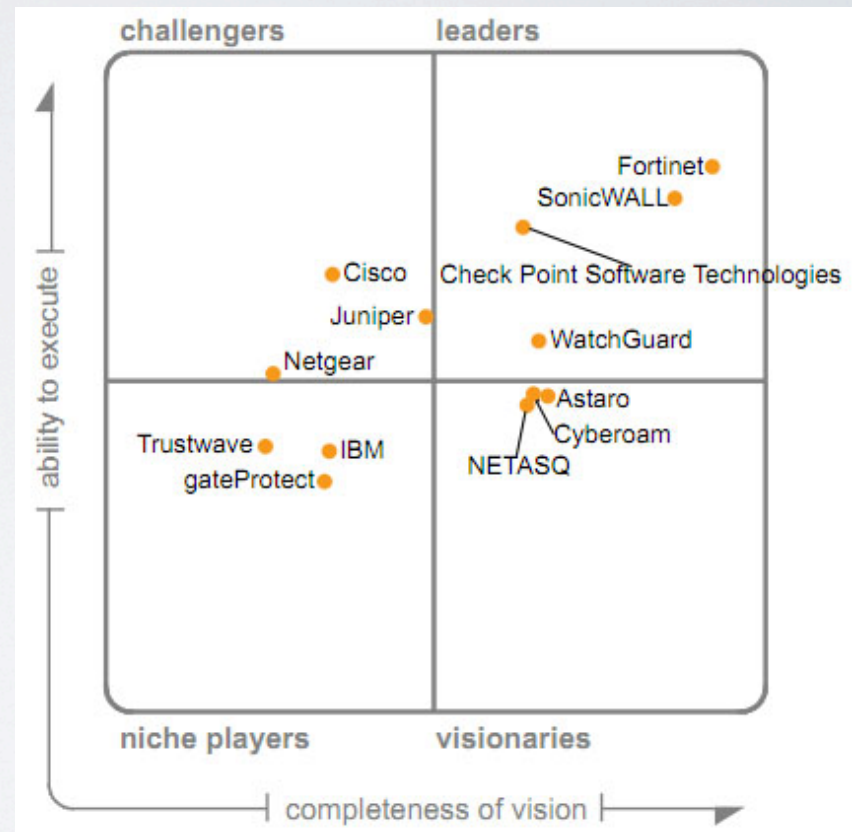 challengers
leaders
Fortinet
SonicWALL
Cisco
Check Point Software Technologies
Juniper
WatchGuard
Netgear
Astaro
Cyberoam
NETASQ
Trustwave
IBM
gateProtect
ability to execute
niche players
visionaries
completeness of vision